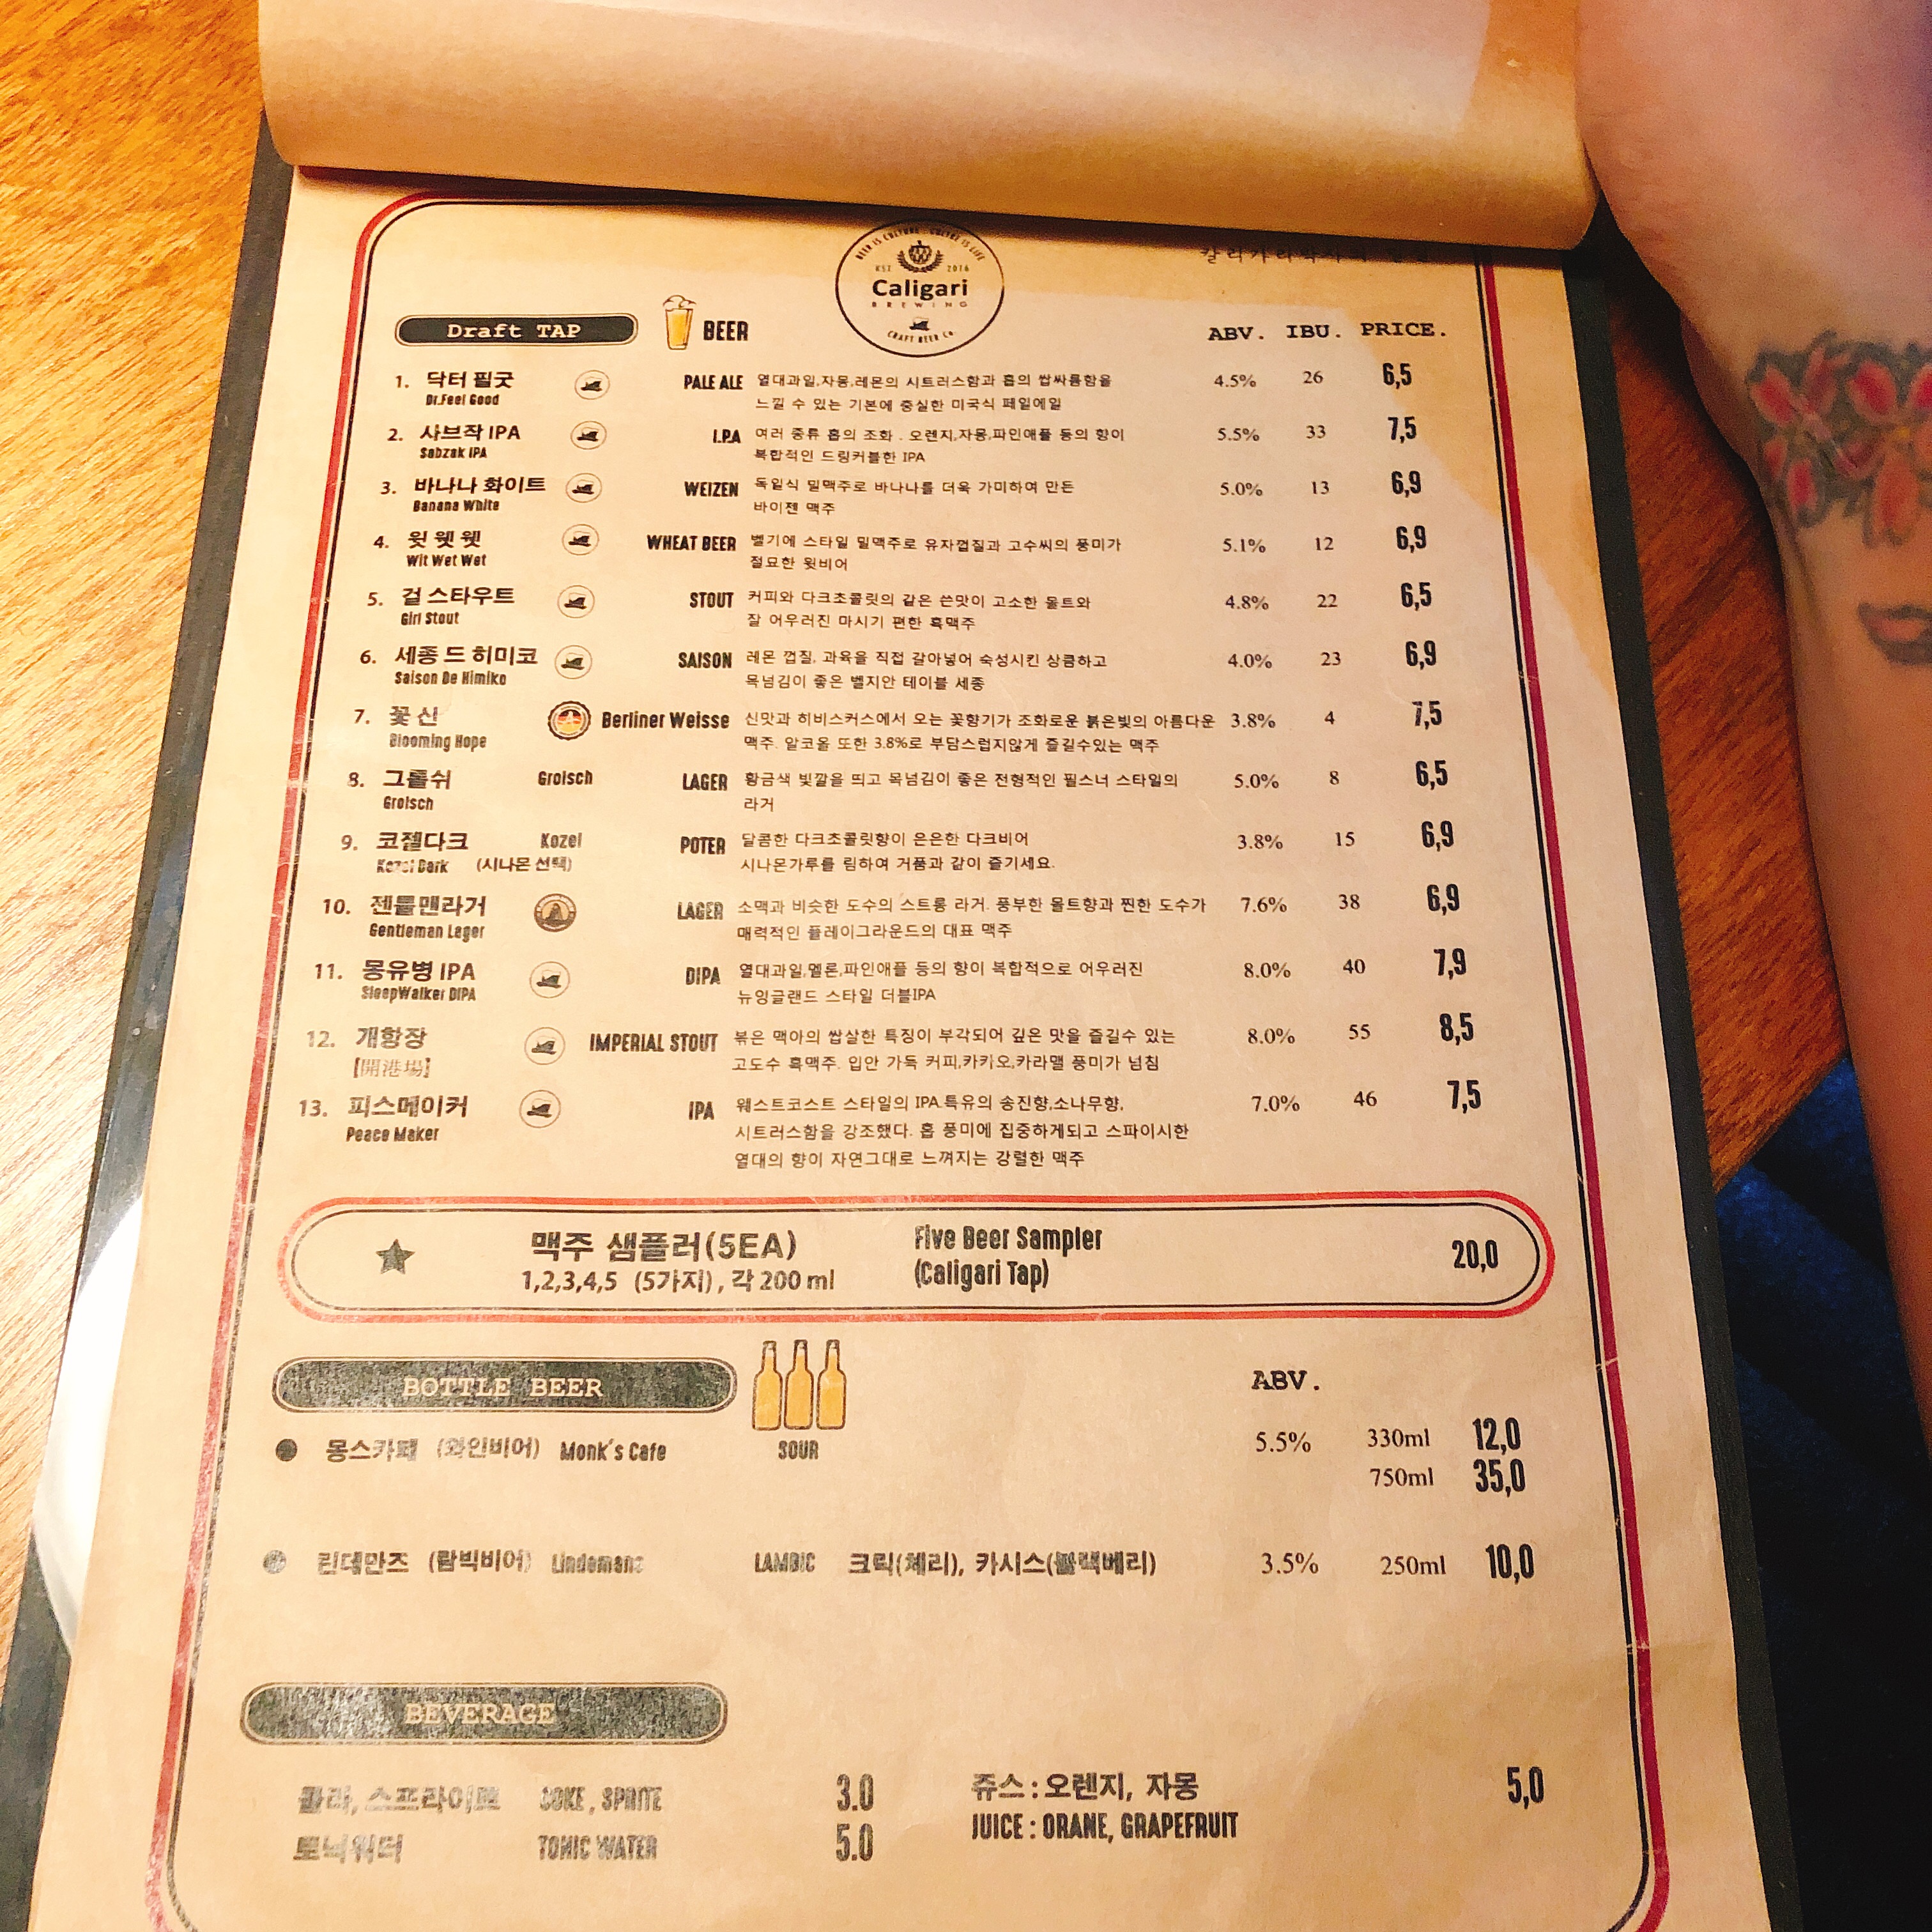 BEER IS CULTURE · CULTURE IS LIFE
EST 2016
Caligari
BREWING
CRAFT BEER Co.
Draft TAP BEER ABV. IBU. PRICE.
1. 닥터 필굿 PALE ALE 열대과일,자몽,레몬의 시트러스함과 홉의 쌉싸름함을 4.5% 26 6,5
Dr.Feel Good 느낄 수 있는 기본에 충실한 미국식 페일에일
2. 사브작 IPA I.P.A 여러 종류 홉의 조화 . 오렌지,자몽,파인애플 등의 향이 5.5% 33 7,5
Sabzak IPA 복합적인 드링커블한 IPA
3. 바나나 화이트 WEIZEN 독일식 밀맥주로 바나나를 더욱 가미하여 만든 5.0% 13 6,9
Banana White 바이젠 맥주
4. 윗 웻 웻 WHEAT BEER 벨기에 스타일 밀맥주로 유자껍질과 고수씨의 풍미가 5.1% 12 6,9
Wit Wet Wet 절묘한 윗비어
5. 걸 스타우트 STOUT 커피와 다크초콜릿의 같은 쓴맛이 고소한 몰트와 4.8% 22 6,5
Girl Stout 잘 어우러진 마시기 편한 흑맥주
6. 세종 드 히미코 SAISON 레몬 껍질, 과육을 직접 갈아넣어 숙성시킨 상큼하고 4.0% 23 6,9
Saison De Himiko 목넘김이 좋은 벨지안 테이블 세종
7. 꽃 신 Berliner Weisse 신맛과 히비스커스에서 오는 꽃향기가 조화로운 붉은빛의 아름다운 3.8% 4 7,5
Blooming Hope 맥주. 알코올 또한 3.8%로 부담스럽지않게 즐길수있는 맥주
8. 그롤쉬 Grolsch LAGER 황금색 빛깔을 띄고 목넘김이 좋은 전형적인 필스너 스타일의 5.0% 8 6,5
Grolsch 라거
9. 코젤다크 Kozel POTER 달콤한 다크초콜릿향이 은은한 다크비어 3.8% 15 6,9
Kozel Dark (시나몬 선택) 시나몬가루를 림하여 거품과 같이 즐기세요.
10. 젠틀맨라거 LAGER 소맥과 비슷한 도수의 스트롱 라거. 풍부한 몰트향과 찐한 도수가 7.6% 38 6,9
Gentleman Lager 매력적인 플레이그라운드의 대표 맥주
11. 몽유병 IPA DIPA 열대과일,멜론,파인애플 등의 향이 복합적으로 어우러진 8.0% 40 7,9
SleepWalker DIPA 뉴잉글랜드 스타일 더블IPA
12. 개항장 IMPERIAL STOUT 볶은 맥아의 쌉살한 특징이 부각되어 깊은 맛을 즐길수 있는 8.0% 55 8,5
[開港場] 고도수 흑맥주. 입안 가득 커피,카카오,카라멜 풍미가 넘침
13. 피스메이커 IPA 웨스트코스트 스타일의 IPA.특유의 송진향,소나무향, 7.0% 46 7,5
Peace Maker 시트러스함을 강조했다. 홉 풍미에 집중하게되고 스파이시한
열대의 향이 자연그대로 느껴지는 강렬한 맥주
맥주 샘플러(5EA) Five Beer Sampler 20,0
1,2,3,4,5 (5가지) , 각 200 ml (Caligari Tap)
BOTTLE BEER ABV.
몽스카페 (와인비어) Monk's Cafe SOUR 5.5% 330ml 12,0
750ml 35,0
린데만즈 (람빅비어) Lindemans LAMBIC 크릭(체리), 카시스(블랙베리) 3.5% 250ml 10,0
BEVERAGE
콜라, 스프라이트 COKE , SPRITE 3.0 쥬스 : 오렌지, 자몽 5,0
JUICE : ORANE, GRAPEFRUIT
토닉워터 TONIC WATER 5.0